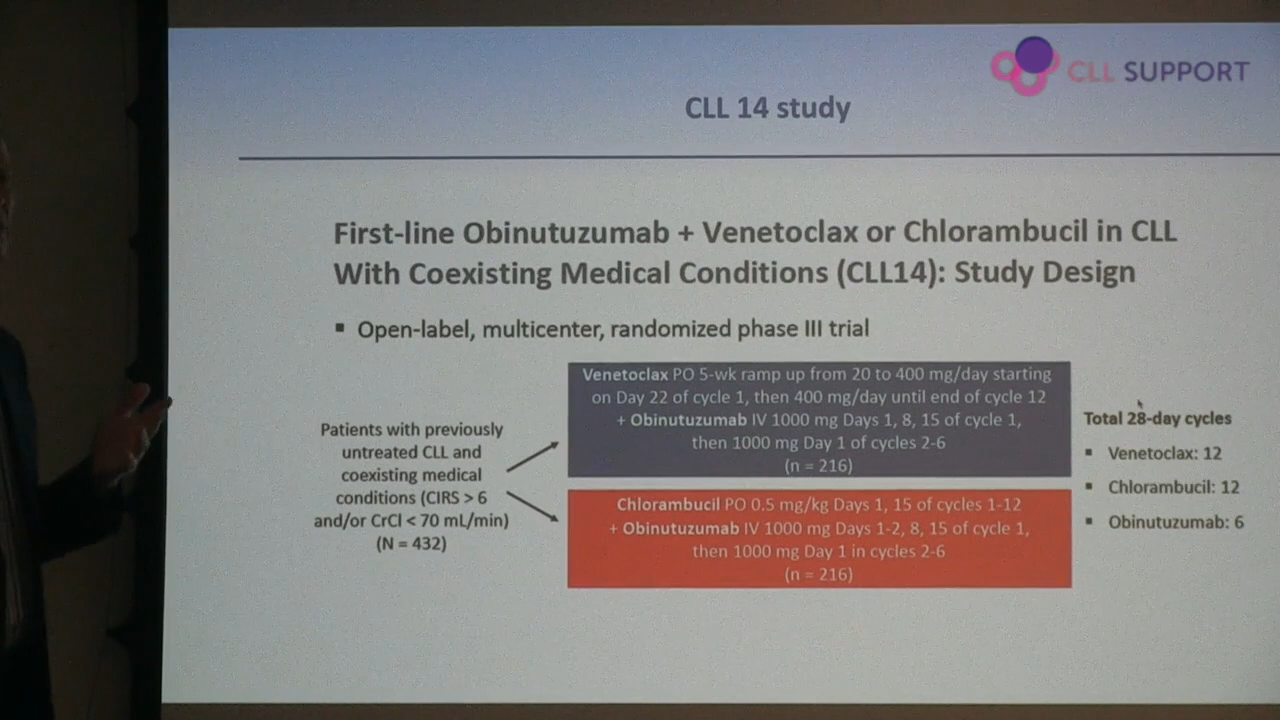 CLL SUPPORT
CLL 14 study
First-line Obinutuzumab + Venetoclax or Chlorambucil in CLL
With Coexisting Medical Conditions (CLL14): Study Design
▪ Open-label, multicenter, randomized phase III trial
Patients with previously
untreated CLL and
coexisting medical
conditions (CIRS > 6
and/or CrCl < 70 mL/min)
(N = 432)
Venetoclax PO 5-wk ramp up from 20 to 400 mg/day starting
on Day 22 of cycle 1, then 400 mg/day until end of cycle 12
+ Obinutuzumab IV 1000 mg Days 1, 8, 15 of cycle 1,
then 1000 mg Day 1 of cycles 2-6
(n = 216)
Chlorambucil PO 0.5 mg/kg Days 1, 15 of cycles 1-12
+ Obinutuzumab IV 1000 mg Days 1-2, 8, 15 of cycle 1,
then 1000 mg Day 1 in cycles 2-6
(n = 216)
Total 28-day cycles
▪ Venetoclax: 12
▪ Chlorambucil: 12
▪ Obinutuzumab: 6